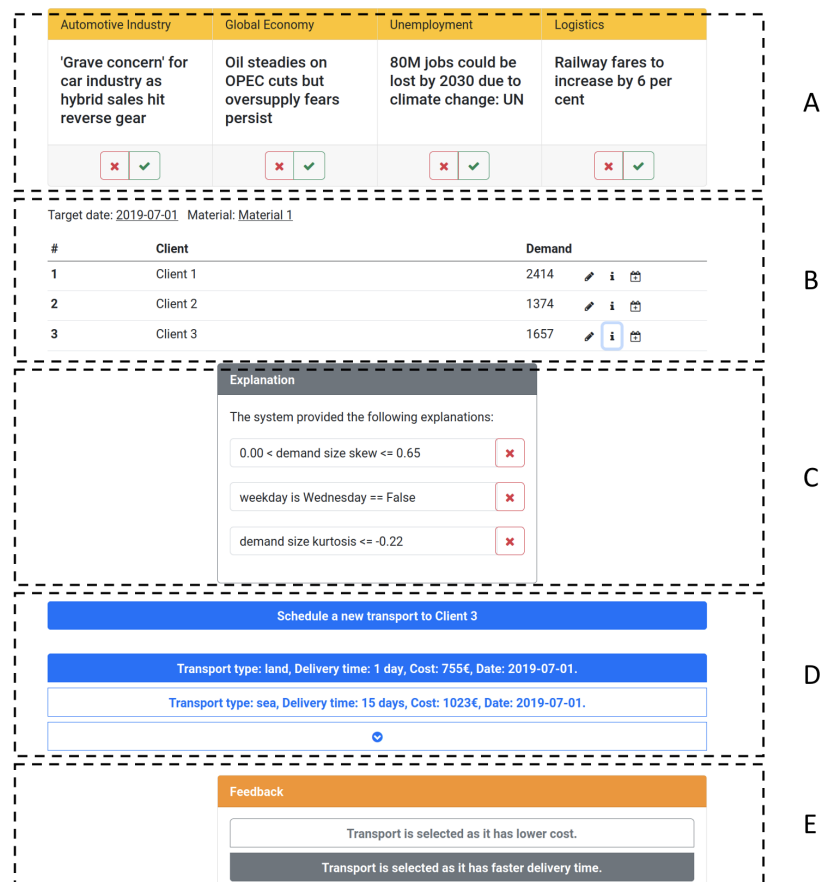 Automotive Industry
Global Economy
Unemployment
Logistics
'Grave concern' for
car industry as
hybrid sales hit
reverse gear
Oil steadies on
OPEC cuts but
oversupply fears
persist
80M jobs could be
lost by 2030 due to
climate change: UN
Railway fares to
increase by 6 per
cent
A
Target date: 2019-07-01 Material: Material 1
# Client Demand
1 Client 1 2414
2 Client 2 1374
3 Client 3 1657
B
Explanation
The system provided the following explanations:
0.00 < demand size skew <= 0.65
weekday is Wednesday == False
demand size kurtosis <= -0.22
C
Schedule a new transport to Client 3
Transport type: land, Delivery time: 1 day, Cost: 755€, Date: 2019-07-01.
Transport type: sea, Delivery time: 15 days, Cost: 1023€, Date: 2019-07-01.
D
Feedback
Transport is selected as it has lower cost.
Transport is selected as it has faster delivery time.
E